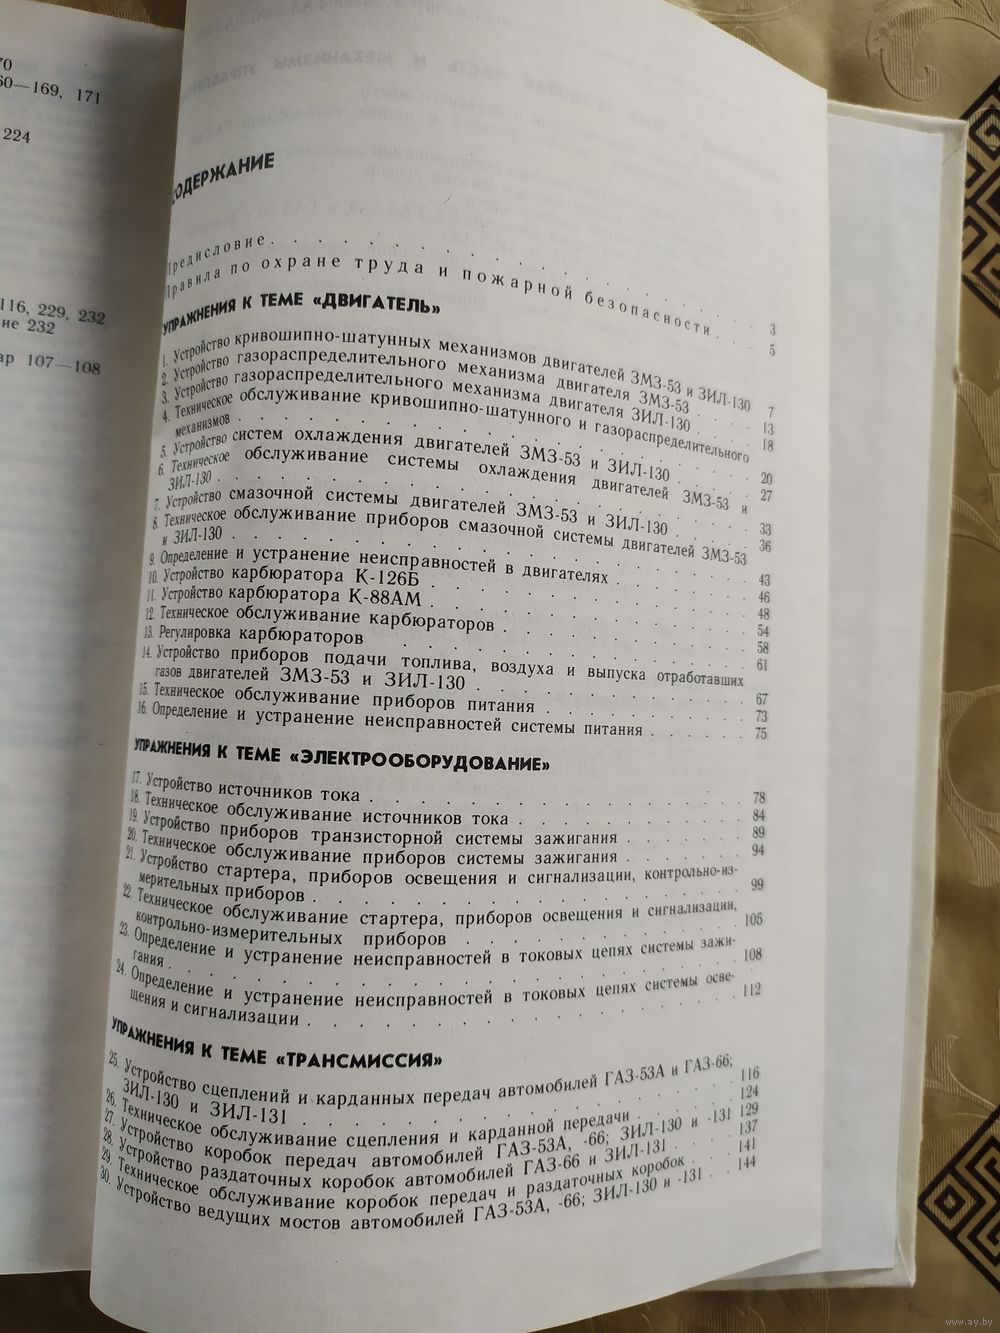 70
60—169, 171
224
116, 229, 232
ние 232
ар 107—108
СОДЕРЖАНИЕ
Предисловие . . . . . . . . . . . . 3
Правила по охране труда и пожарной безопасности . . . 5
УПРАЖНЕНИЯ К ТЕМЕ «ДВИГАТЕЛЬ»
1. Устройство кривошипно-шатунных механизмов двигателей ЗМЗ-53 и ЗИЛ-130 7
2. Устройство газораспределительного механизма двигателя ЗМЗ-53 . . . . 13
3. Устройство газораспределительного механизма двигателя ЗИЛ-130 . . . . 18
4. Техническое обслуживание кривошипно-шатунного и газораспределительного
механизмов . . . . . . . . . . . . 20
5. Устройство систем охлаждения двигателей ЗМЗ-53 и ЗИЛ-130 . . . . 27
6. Техническое обслуживание системы охлаждения двигателей ЗМЗ-53 и
ЗИЛ-130 . . . . . . . . . . . . 33
7. Устройство смазочной системы двигателей ЗМЗ-53 и ЗИЛ-130 . . . . 36
8. Техническое обслуживание приборов смазочной системы двигателей ЗМЗ-53
и ЗИЛ-130 . . . . . . . . . . . . 43
9. Определение и устранение неисправностей в двигателях . . . . . . 46
10. Устройство карбюратора К-126Б . . . . . . . . . . 48
11. Устройство карбюратора К-88АМ . . . . . . . . . . 54
12. Техническое обслуживание карбюраторов . . . . . . . . 58
13. Регулировка карбюраторов . . . . . . . . . . 61
14. Устройство приборов подачи топлива, воздуха и выпуска отработавших
газов двигателей ЗМЗ-53 и ЗИЛ-130 . . . . . . . . . 67
15. Техническое обслуживание приборов питания . . . . . . . 73
16. Определение и устранение неисправностей системы питания . . . . . . 75
УПРАЖНЕНИЯ К ТЕМЕ «ЭЛЕКТРООБОРУДОВАНИЕ»
17. Устройство источников тока . . . . . . . . . . . . 78
18. Техническое обслуживание источников тока . . . . . . . . 84
19. Устройство приборов транзисторной системы зажигания . . . . . . 89
20. Техническое обслуживание приборов системы зажигания . . . . . . 94
21. Устройство стартера, приборов освещения и сигнализации, контрольно-из-
мерительных приборов . . . . . . . . . . . . 99
22. Техническое обслуживание стартера, приборов освещения и сигнализации,
контрольно-измерительных приборов . . . . . . . . . 105
23. Определение и устранение неисправностей в токовых цепях системы зажи-
гания . . . . . . . . . . . . . . 108
24. Определение и устранение неисправностей в токовых цепях системы осве-
щения и сигнализации . . . . . . . . . . . . 112
УПРАЖНЕНИЯ К ТЕМЕ «ТРАНСМИССИЯ»
25. Устройство сцеплений и карданных передач автомобилей ГАЗ-53А и ГАЗ-66;
ЗИЛ-130 и ЗИЛ-131 . . . . . . . . . . . . 116
26. Техническое обслуживание сцепления и карданной передачи . . . . . 124
27. Устройство коробок передач автомобилей ГАЗ-53А, -66; ЗИЛ-130 и -131 129
28. Устройство раздаточных коробок автомобилей ГАЗ-66 и ЗИЛ-131 . . . . 137
29. Техническое обслуживание коробок передач и раздаточных коробок . . . 141
30. Устройство ведущих мостов автомобилей ГАЗ-53А, -66; ЗИЛ-130 и -131 . . 144
www.ay.by